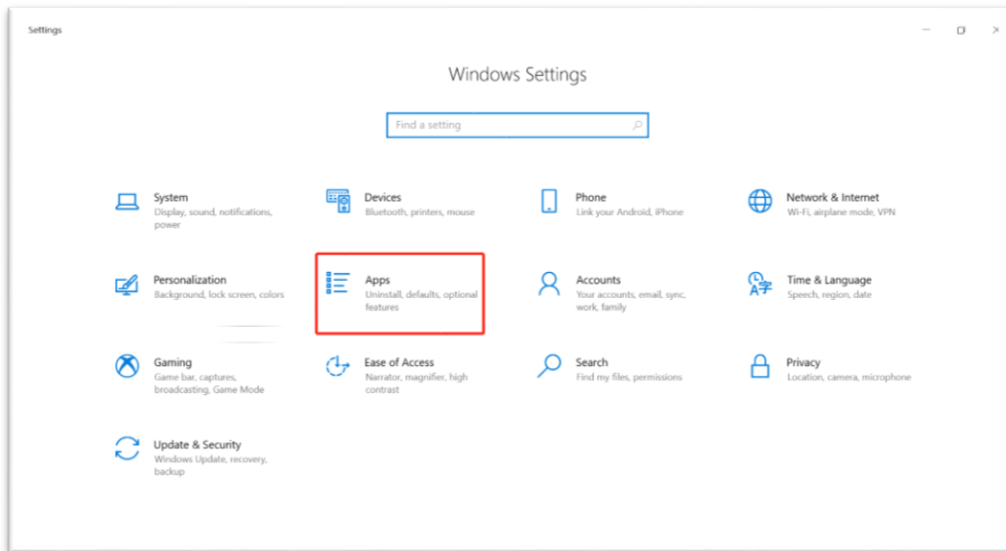 Settings
Windows Settings
Find a setting
System
Display, sound, notifications,
power
Devices
Bluetooth, printers, mouse
Phone
Link your Android, iPhone
Network & Internet
Wi-Fi, airplane mode, VPN
Personalization
Background, lock screen, colors
Apps
Uninstall, defaults, optional
features
Accounts
Your accounts, email, sync,
work, family
Time & Language
Speech, region, date
Gaming
Game bar, captures,
broadcasting, Game Mode
Ease of Access
Narrator, magnifier, high
contrast
Search
Find my files, permissions
Privacy
Location, camera, microphone
Update & Security
Windows Update, recovery,
backup